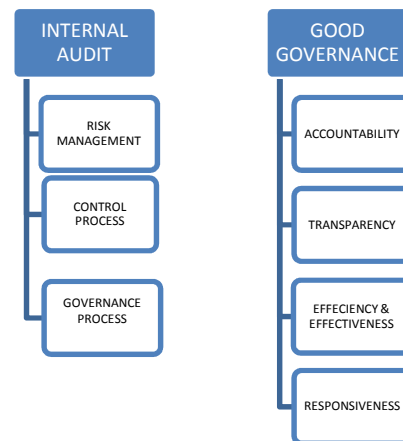 INTERNAL
AUDIT
RISK
MANAGEMENT
CONTROL
PROCESS
GOVERNANCE
PROCESS
GOOD
GOVERNANCE
ACCOUNTABILITY
TRANSPARENCY
EFFECIENCY &
EFFECTIVENESS
RESPONSIVENESS